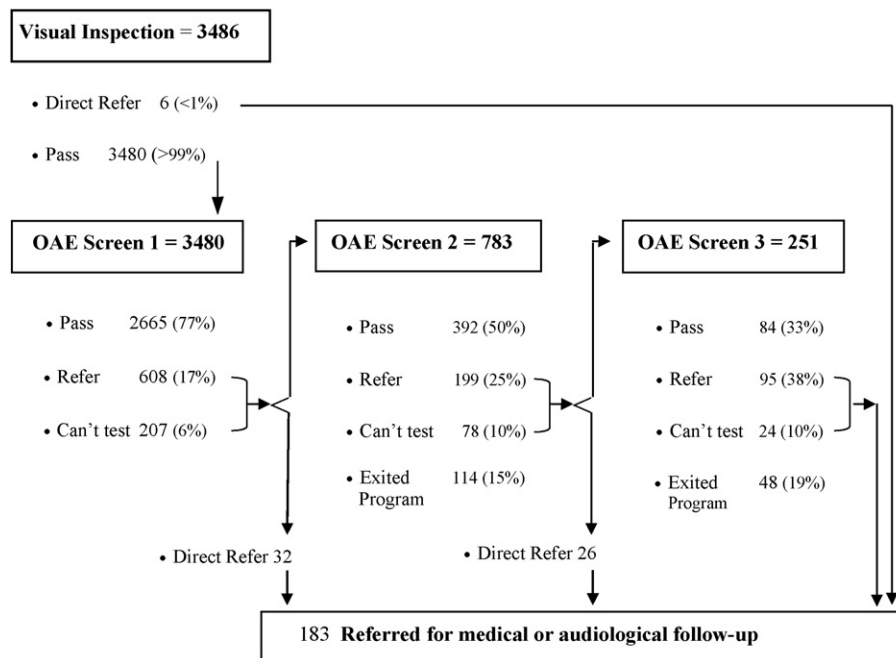 Visual Inspection = 3486
• Direct Refer 6 (<1%)
• Pass 3480 (>99%)
OAE Screen 1 = 3480
• Pass 2665 (77%)
• Refer 608 (17%)
• Can't test 207 (6%)
• Direct Refer 32
OAE Screen 2 = 783
• Pass 392 (50%)
• Refer 199 (25%)
• Can't test 78 (10%)
• Exited 114 (15%)
Program
• Direct Refer 26
OAE Screen 3 = 251
• Pass 84 (33%)
• Refer 95 (38%)
• Can't test 24 (10%)
• Exited 48 (19%)
Program
183 Referred for medical or audiological follow-up